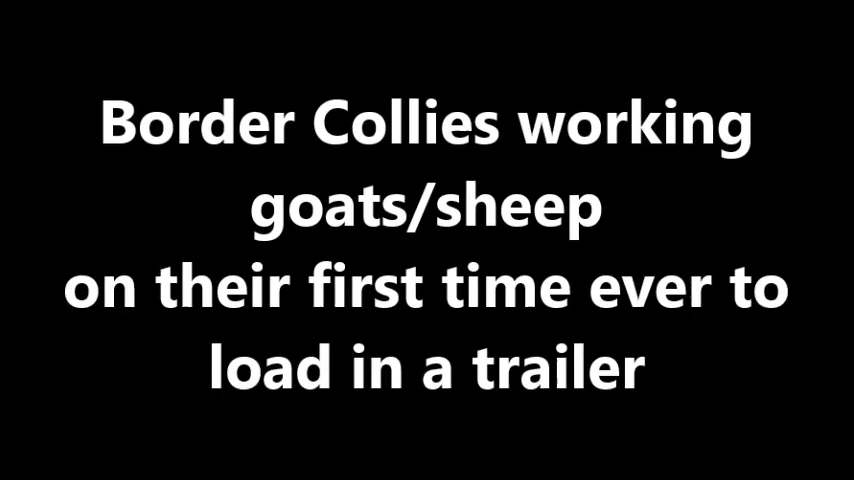 Border Collies working
goats/sheep
on their first time ever to
load in a trailer